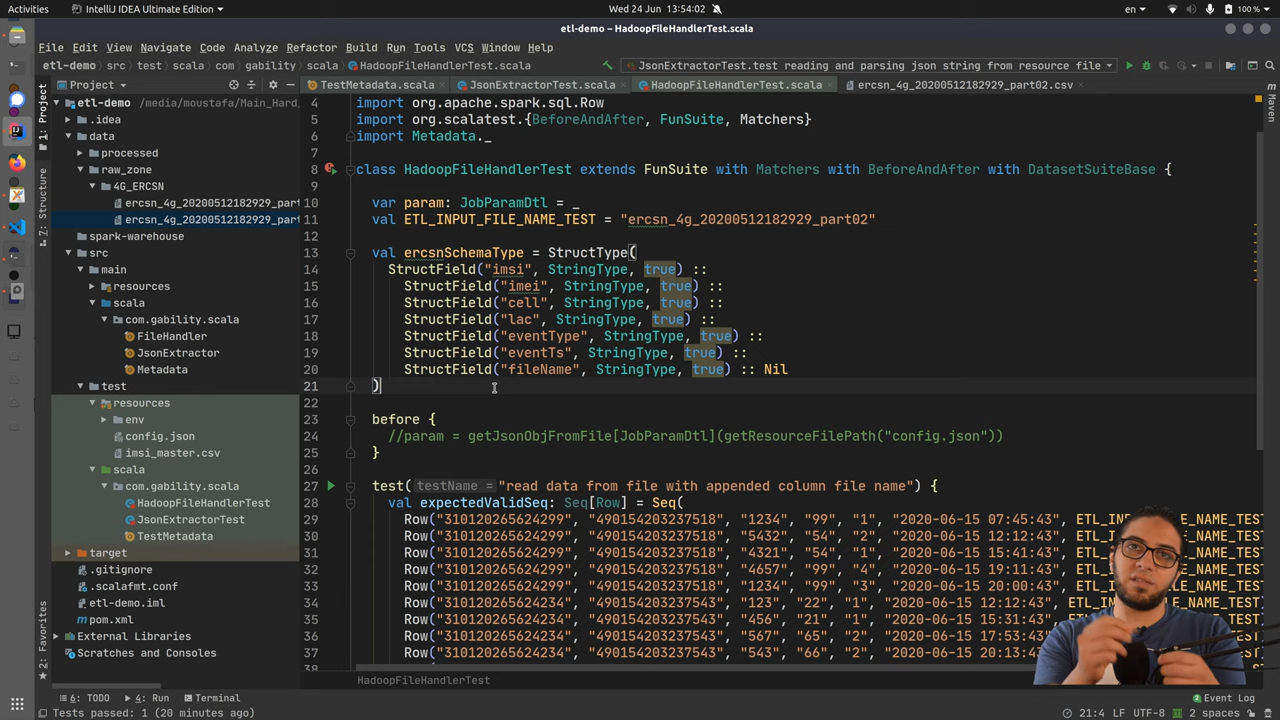 Activities
IntelliJ IDEA Ultimate Edition
Wed 24 Jun 13:54:02
en
100 %
etl-demo – HadoopFileHandlerTest.scala
File Edit View Navigate Code Analyze Refactor Build Run Tools VCS Window Help
etl-demo src test scala com gability scala HadoopFileHandlerTest.scala
JsonExtractorTest.test reading and parsing json string from resource file
Project
TestMetadata.scala
JsonExtractorTest.scala
HadoopFileHandlerTest.scala
ercsn_4g_20200512182929_part02.csv
1: Project
7: Structure
2: Favorites
Maven
etl-demo /media/moustafa/Main_Hard_
.idea
data
processed
raw_zone
4G_ERCSN
ercsn_4g_20200512182929_part
ercsn_4g_20200512182929_part
spark-warehouse
src
main
resources
scala
com.gability.scala
FileHandler
JsonExtractor
Metadata
test
resources
env
config.json
imsi_master.csv
scala
com.gability.scala
HadoopFileHandlerTest
JsonExtractorTest
TestMetadata
target
.gitignore
.scalafmt.conf
etl-demo.iml
pom.xml
External Libraries
Scratches and Consoles
4 import org.apache.spark.sql.Row
5 import org.scalatest.{BeforeAndAfter, FunSuite, Matchers}
6 import Metadata._
7
8 class HadoopFileHandlerTest extends FunSuite with Matchers with BeforeAndAfter with DatasetSuiteBase {
9
10 var param: JobParamDtl = _
11 val ETL_INPUT_FILE_NAME_TEST = "ercsn_4g_20200512182929_part02"
12
13 val ercsnSchemaType = StructType(
14 StructField("imsi", StringType, true) ::
15 StructField("imei", StringType, true) ::
16 StructField("cell", StringType, true) ::
17 StructField("lac", StringType, true) ::
18 StructField("eventType", StringType, true) ::
19 StructField("eventTs", StringType, true) ::
20 StructField("fileName", StringType, true) :: Nil
21 )
22
23 before {
24 //param = getJsonObjFromFile[JobParamDtl](getResourceFilePath("config.json"))
25 }
26
27 test( testName = "read data from file with appended column file name") {
28 val expectedValidSeq: Seq[Row] = Seq(
29 Row("310120265624299", "490154203237518", "1234", "99", "1", "2020-06-15 07:45:43", ETL_INPUT_FILE_NAME_TEST
30 Row("310120265624299", "490154203237518", "5432", "54", "2", "2020-06-15 12:12:43",
31 Row("310120265624299", "490154203237518", "4321", "54", "1", "2020-06-15 15:41:43",
32 Row("310120265624299", "490154203237518", "4657", "99", "4", "2020-06-15 19:11:43",
33 Row("310120265624299", "490154203237518", "1234", "99", "3", "2020-06-15 20:00:43",
34 Row("310120265624234", "490154203237543", "123", "22", "1", "2020-06-15 12:12:43",
35 Row("310120265624234", "490154203237543", "456", "21", "1", "2020-06-15 15:31:43",
36 Row("310120265624234", "490154203237543", "567", "65", "2", "2020-06-15 17:53:43",
37 Row("310120265624234", "490154203237543", "543", "66", "2", "2020-06-15 20:13:43",
38
HadoopFileHandlerTest
6: TODO 4: Run Terminal
Event Log
Tests passed: 1 (20 minutes ago)
21:4 LF UTF-8 2 spaces